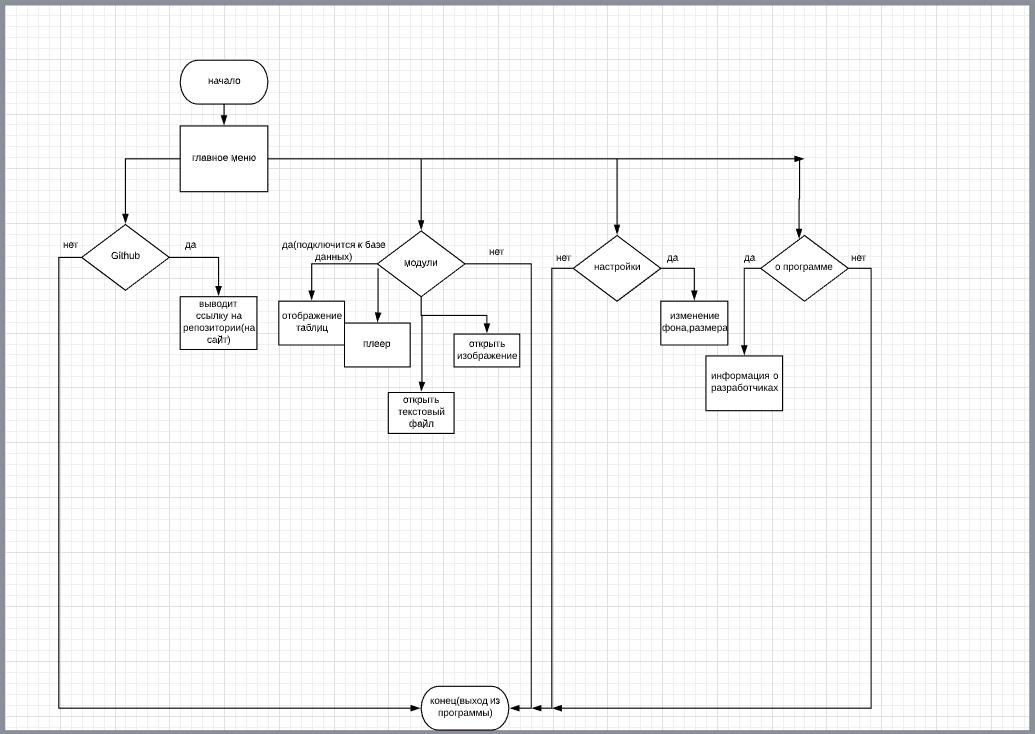 начало
главное меню
нет
Github
да
выводит
ссылку на
репозитории(на
сайт)
да(подключится к базе
данных)
модули
нет
отображение
таблиц
плеер
открыть
изображение
открыть
текстовый
файл
нет
настройки
да
изменение
фона,размера
да
о программе
нет
информация о
разработчиках
конец(выход из
программы)